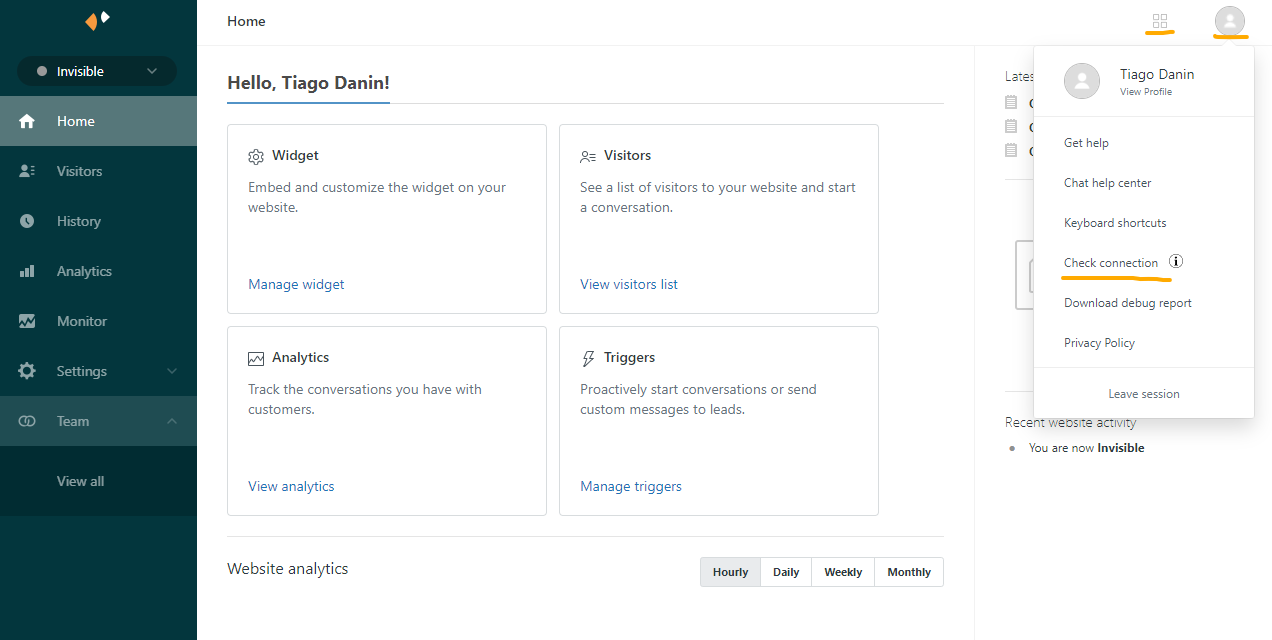 Invisible
Home
Visitors
History
Analytics
Monitor
Settings
Team
View all
Home
Hello, Tiago Danin!
Widget
Embed and customize the widget on your
website.
Manage widget
Visitors
See a list of visitors to your website and start
a conversation.
View visitors list
Analytics
Track the conversations you have with
customers.
View analytics
Triggers
Proactively start conversations or send
custom messages to leads.
Manage triggers
Website analytics
Hourly Daily Weekly Monthly
Tiago Danin
View Profile
Get help
Chat help center
Keyboard shortcuts
Check connection
Download debug report
Privacy Policy
Leave session
Recent website activity
You are now Invisible